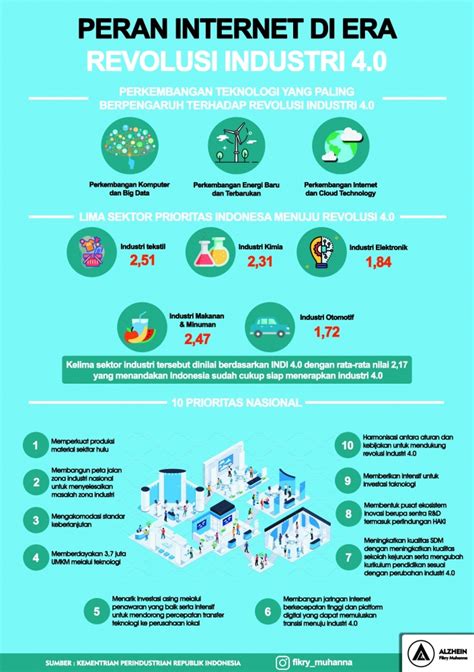 PERAN INTERNET DI ERA
REVOLUSI INDUSTRI 4.0
PERKEMBANGAN TEKNOLOGI YANG PALING
BERPENGARUH TERHADAP REVOLUSI INDUSTRI 4.0
Perkembangan Komputer
dan Big Data
Perkembangan Energi Baru
dan Terbarukan
Perkembangan Internet
dan Cloud Technology
LIMA SEKTOR PRIORITAS INDONESA MENUJU REVOLUSI 4.0
Industri tekstil
2,51
Industri Kimia
2,31
Industri Elektronik
1,84
Industri Makanan
& Minuman
2,47
Industri Otomotif
1,72
Kelima sektor industri tersebut dinilai berdasarkan INDI 4.0 dengan rata-rata nilai 2,17
yang menandakan Indonesia sudah cukup siap menerapkan industri 4.0
10 PRIORITAS NASIONAL
1
Memperkuat produksi
material sektar hulu
2
Membangun peta jalan
zona industri nasional
untuk menyelesaikan
masalah zona industri
3
Mengakomodasi standar
keberlanjutan
4
Memberdayakan 3,7 juta
UMKM melalui teknologi
5
Menarik investasi asing melalui
penawaran yang baik serta intensif
untuk mendorong percepatan transfer
teknologi ke perusahaan lokal
6
Membangun jaringan internet
berkecepatan tinggi dan platform
digital yang dapat memuluskan
transisi menuju industri 4.0
10
Harmonisasi antara aturan dan
kebijakan untuk mendukung
revolusi industri 4.0
9
Memberikan intensif untuk
investasi teknologi
8
Membentuk pusat ekosistem
inovasi berupa sentra R&D
termasuk perlindungan HAKI
7
Meningkatkan kualitas SDM
dengan meningkatkan kualitas
sekolah kejuruan serta mengubah
kurikulum pendidikan sesuai
dengan perubahan industri 4.0
SUMBER : KEMENTRIAN PERINDUSTRIAN REPUBLIK INDONESIA
fikry_muhanna
ALZHEIN
Fikry Muhanna